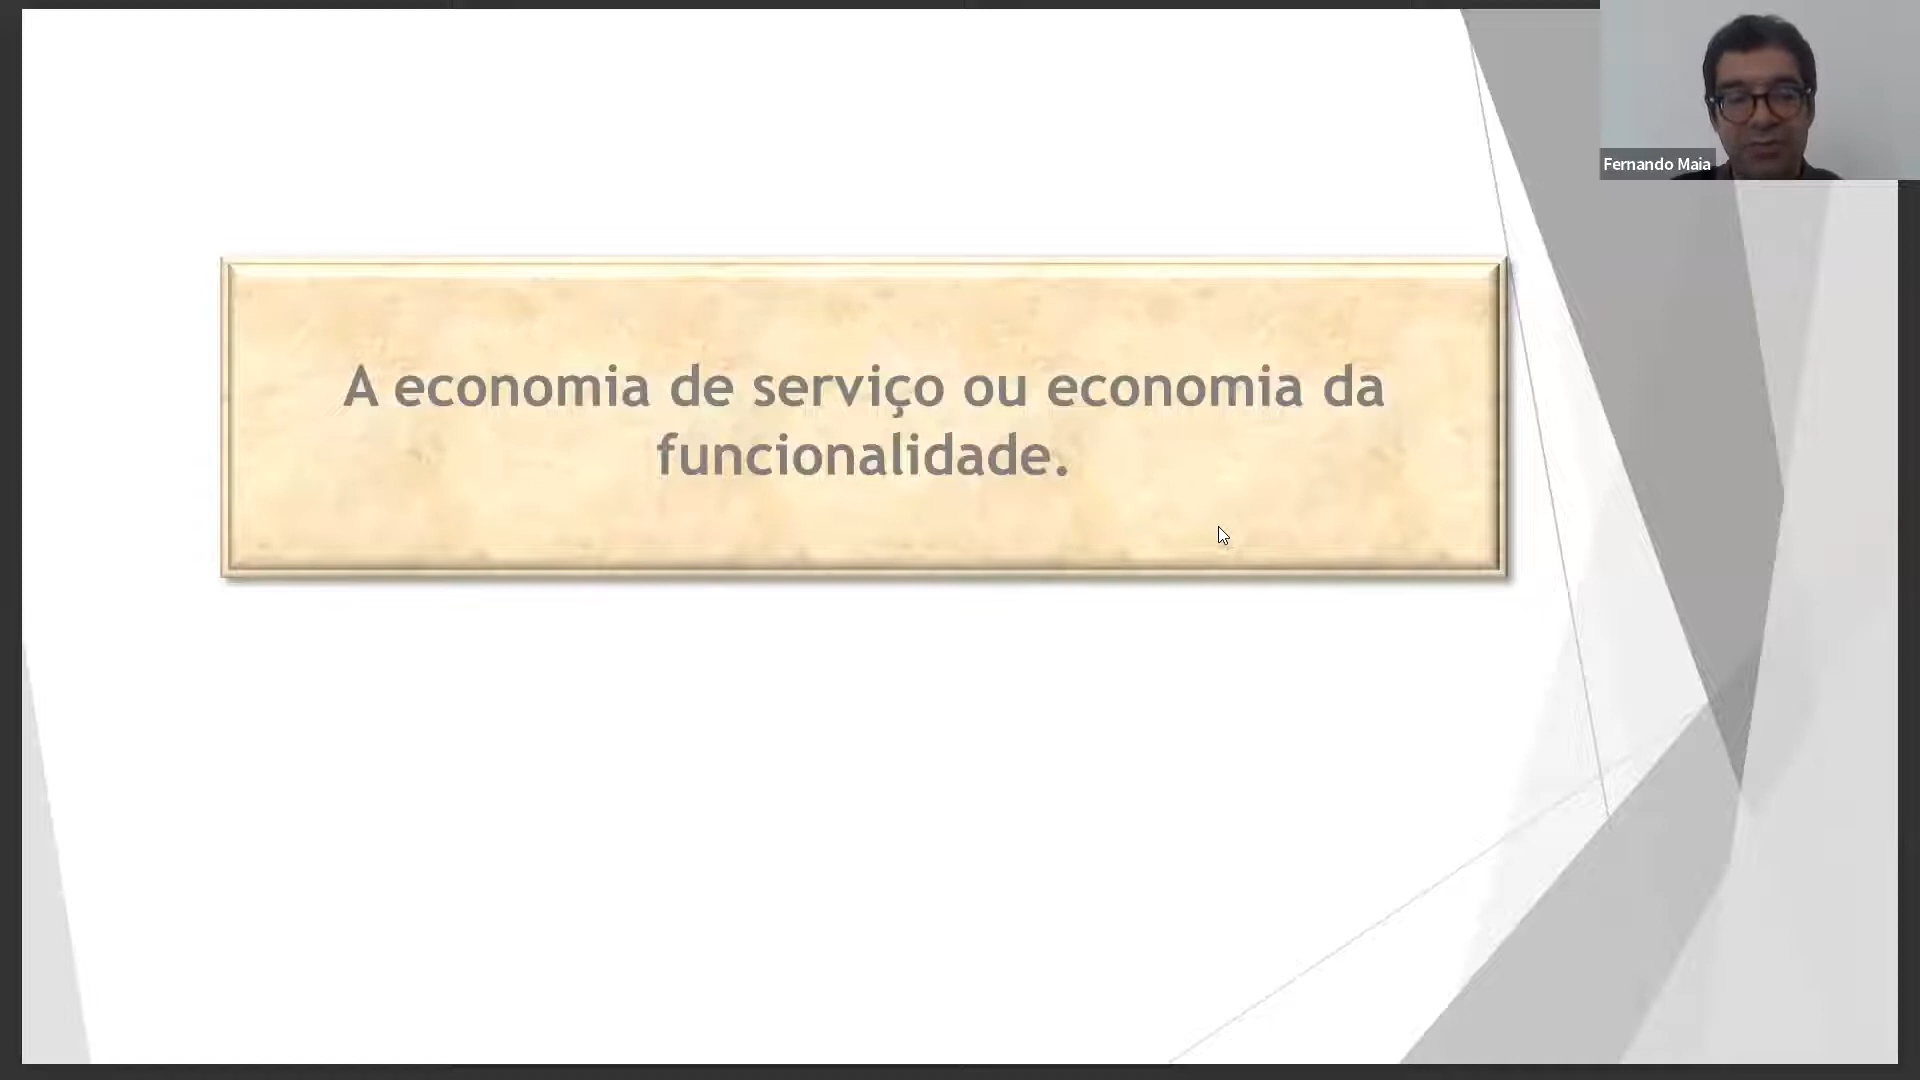 Fernando Maia
A economia de serviço ou economia da
funcionalidade.